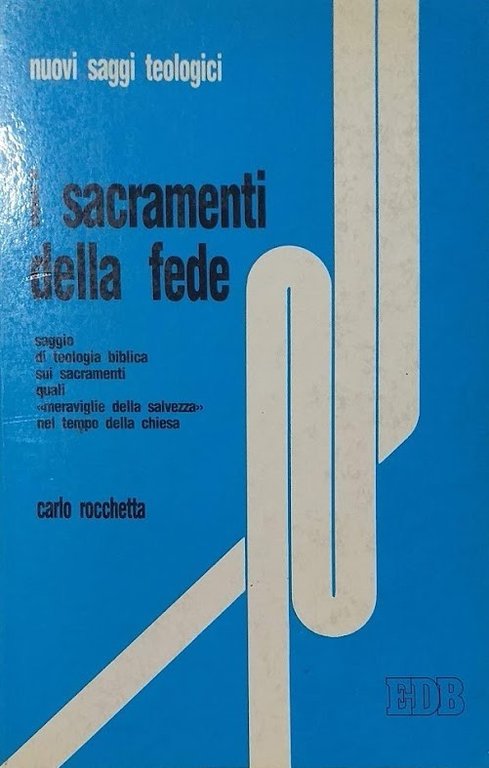 nuovi saggi teologici
i sacramenti
della fede
saggio
di teologia biblica
sui sacramenti
quali
«meraviglie della salvezza»
nel tempo della chiesa
carlo rocchetta
EDB